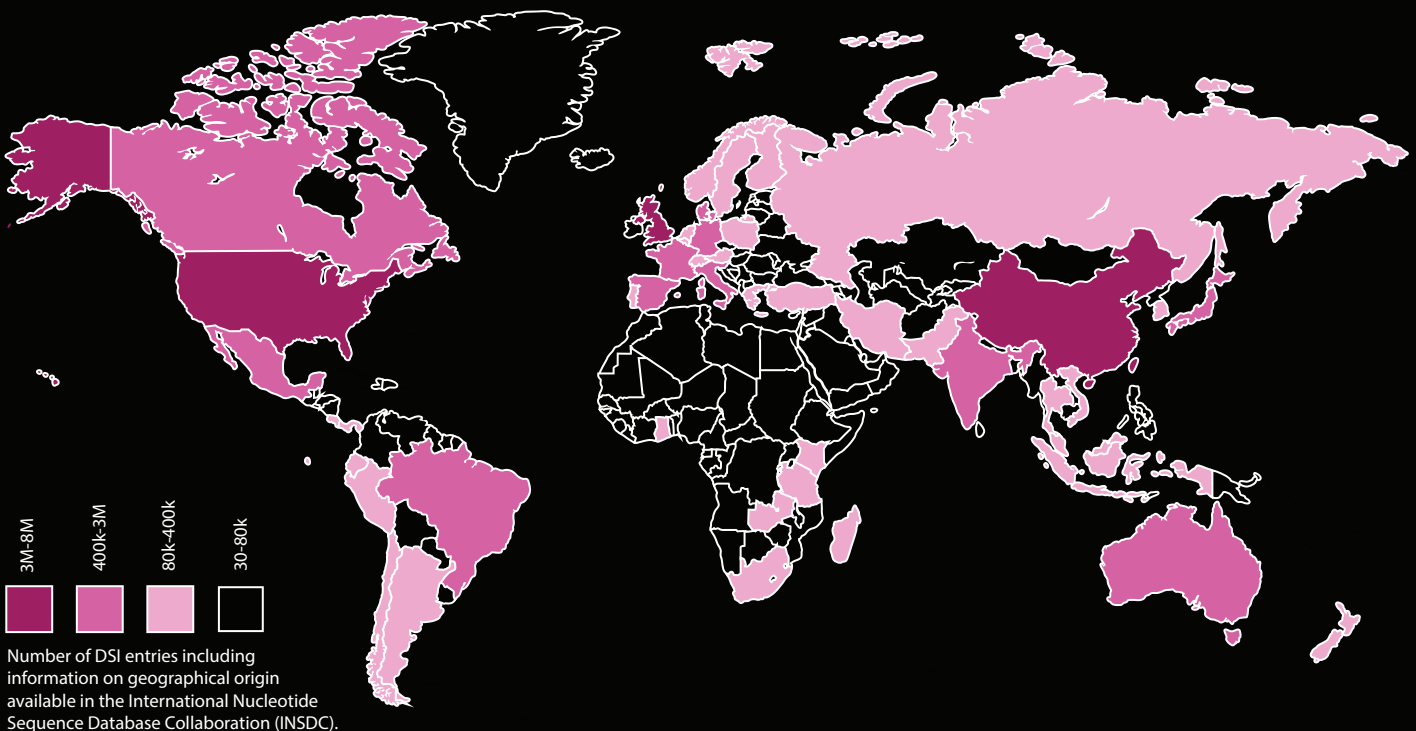 3M-8M
400k-3M
80k-400k
30-80k
Number of DSI entries including
information on geographical origin
available in the International Nucleotide
Sequence Database Collaboration (INSDC).